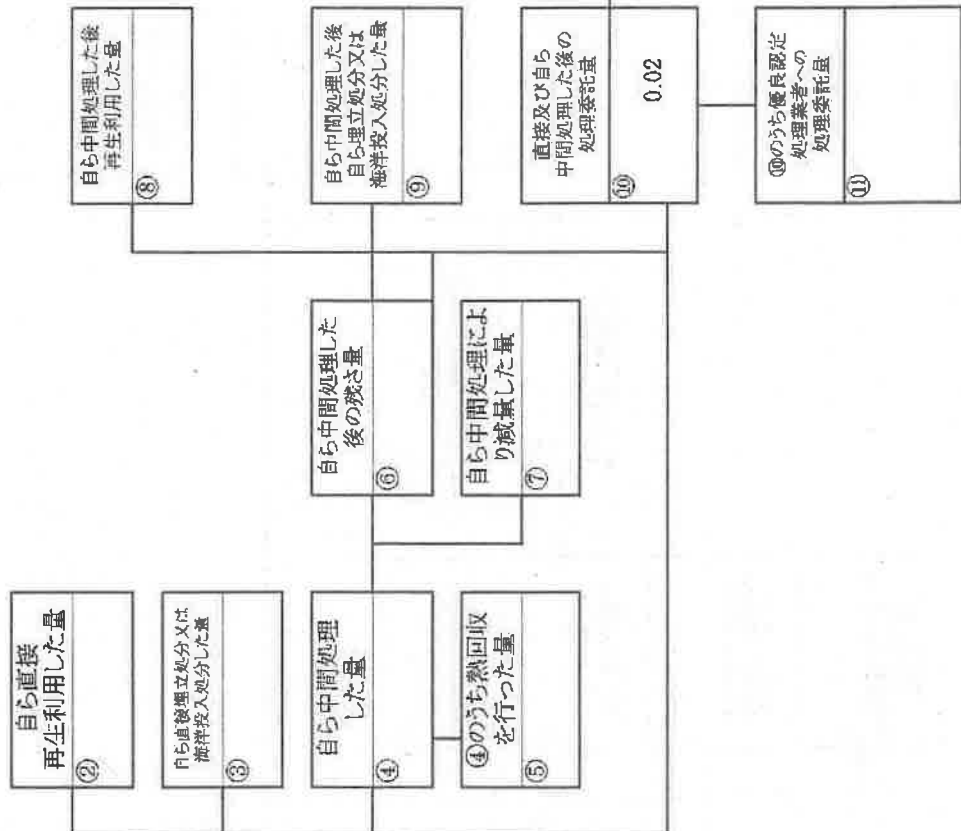 自ら直接
再生利用した量
②
自ら直接埋立処分又は
海洋投入処分した量
③
自ら中間処理
した量
④
④のうち熱回収
を行った量
⑤
自ら中間処理した
後の残さ量
⑥
自ら中間処理によ
り減量した量
⑦
自ら中間処理した後
再生利用した量
⑧
自ら中間処理した後
自ら埋立処分又は
海洋投入処分した量
⑨
直接及び自ら
中間処理した後の
処理委託量
⑩
0.02
⑩のうち優良認定
処理業者への
処理委託量
⑪